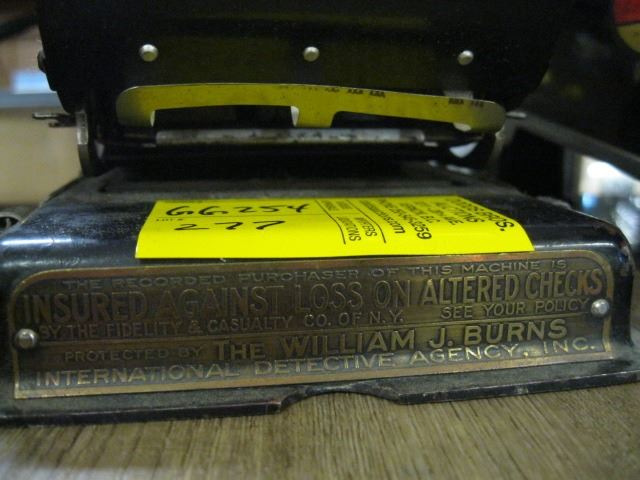 66254
LOT #
277
THE RECORDED PURCHASER OF THIS MACHINE IS
INSURED AGAINST LOSS ON ALTERED CHECKS
BY THE FIDELITY & CASUALTY CO. OF N.Y. SEE YOUR POLICY
PROTECTED BY THE WILLIAM J. BURNS
INTERNATIONAL DETECTIVE AGENCY, INC.